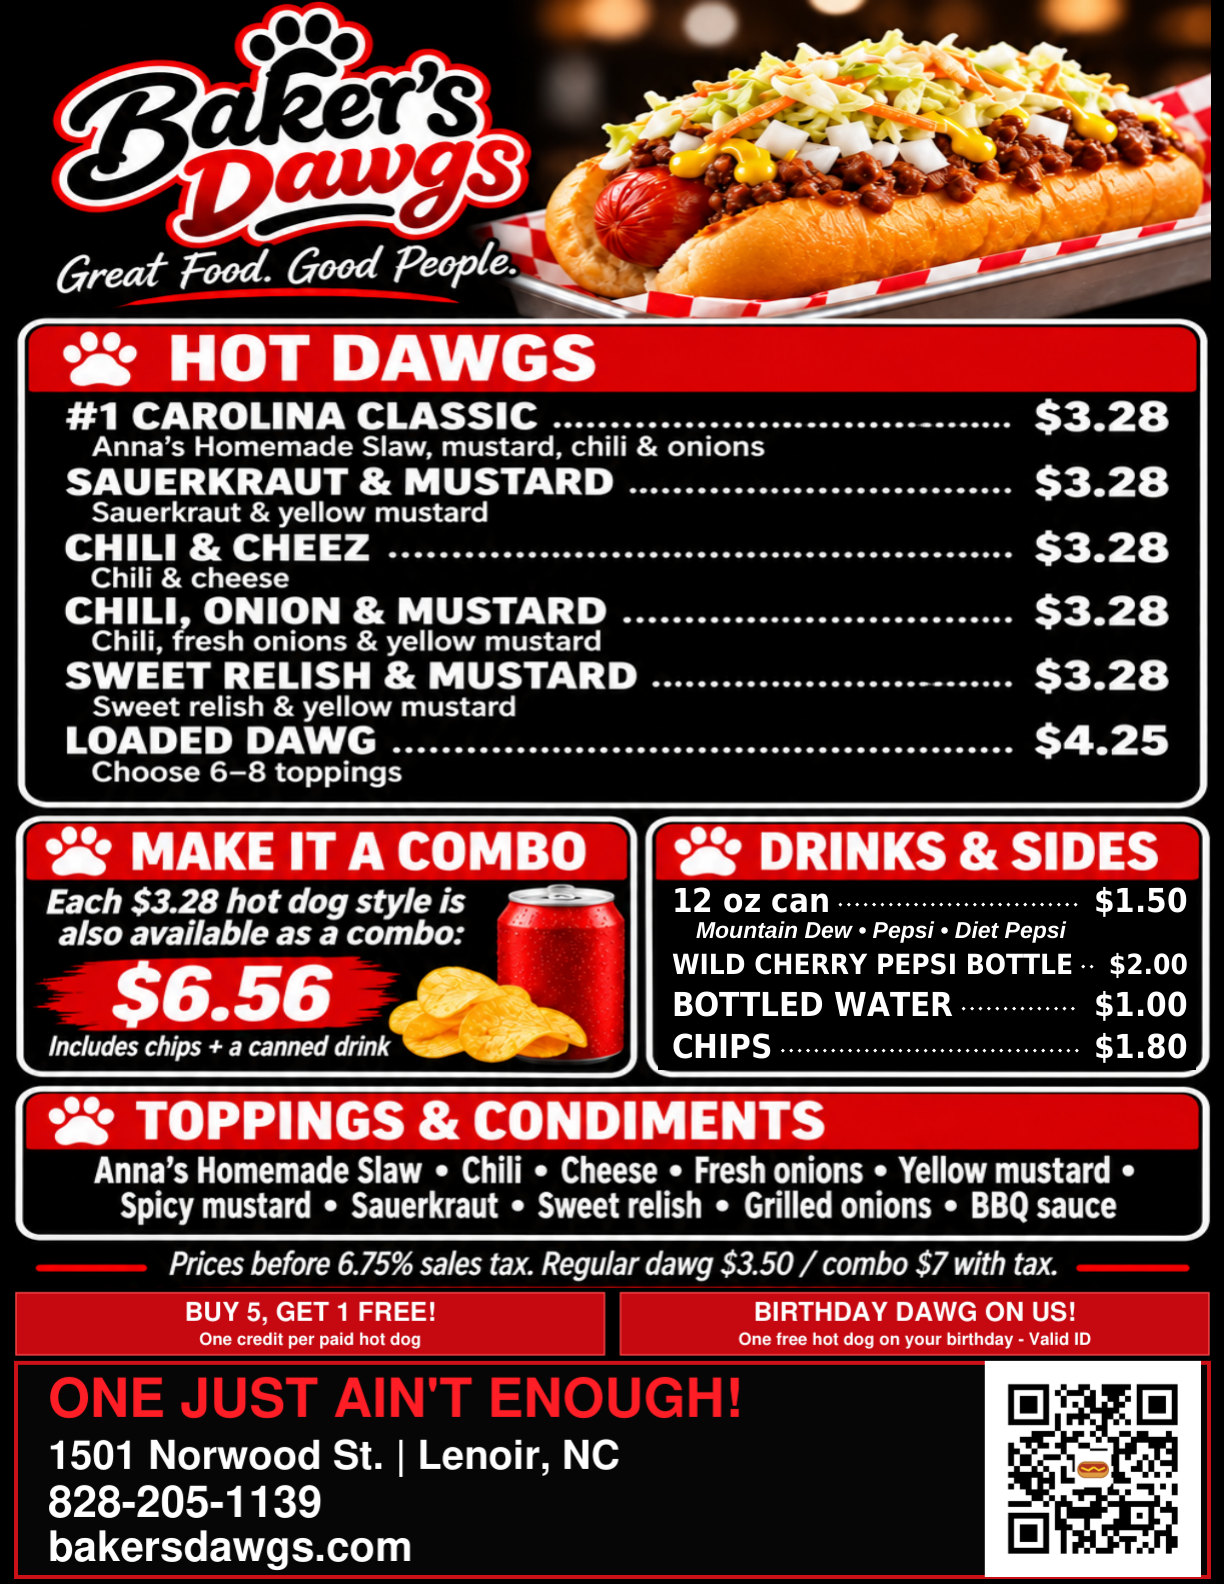 Baker's
Dawgs
Great Food. Good People.
HOT DAWGS
#1 CAROLINA CLASSIC ........................................ $3.28
Anna's Homemade Slaw, mustard, chili & onions
SAUERKRAUT & MUSTARD ........................................ $3.28
Sauerkraut & yellow mustard
CHILI & CHEEZ ........................................ $3.28
Chili & cheese
CHILI, ONION & MUSTARD ........................................ $3.28
Chili, fresh onions & yellow mustard
SWEET RELISH & MUSTARD ........................................ $3.28
Sweet relish & yellow mustard
LOADED DAWG ........................................ $4.25
Choose 6–8 toppings
MAKE IT A COMBO
Each $3.28 hot dog style is
also available as a combo:
$6.56
Includes chips + a canned drink
DRINKS & SIDES
12 oz can ............................ $1.50
Mountain Dew • Pepsi • Diet Pepsi
WILD CHERRY PEPSI BOTTLE .. $2.00
BOTTLED WATER .............. $1.00
CHIPS ................................... $1.80
TOPPINGS & CONDIMENTS
Anna's Homemade Slaw • Chili • Cheese • Fresh onions • Yellow mustard •
Spicy mustard • Sauerkraut • Sweet relish • Grilled onions • BBQ sauce
Prices before 6.75% sales tax. Regular dawg $3.50 / combo $7 with tax.
BUY 5, GET 1 FREE!
One credit per paid hot dog
BIRTHDAY DAWG ON US!
One free hot dog on your birthday - Valid ID
ONE JUST AIN'T ENOUGH!
1501 Norwood St. | Lenoir, NC
828-205-1139
bakersdawgs.com